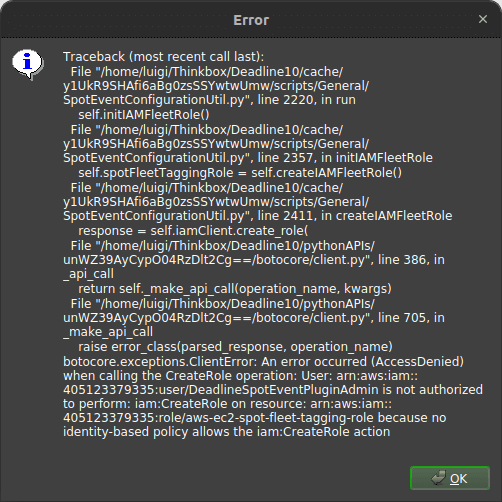 Error
Traceback (most recent call last):
File "/home/luigi/Thinkbox/Deadline10/cache/
y1UkR9SHAfi6aBg0zsSSYwtwUmw/scripts/General/
SpotEventConfigurationUtil.py", line 2220, in run
self.initIAMFleetRole()
File "/home/luigi/Thinkbox/Deadline10/cache/
y1UkR9SHAfi6aBg0zsSSYwtwUmw/scripts/General/
SpotEventConfigurationUtil.py", line 2357, in initIAMFleetRole
self.spotFleetTaggingRole = self.createIAMFleetRole()
File "/home/luigi/Thinkbox/Deadline10/cache/
y1UkR9SHAfi6aBg0zsSSYwtwUmw/scripts/General/
SpotEventConfigurationUtil.py", line 2411, in createIAMFleetRole
response = self.iamClient.create_role(
File "/home/luigi/Thinkbox/Deadline10/pythonAPIs/
unWZ39AyCypO04RzDlt2Cg==/botocore/client.py", line 386, in
_api_call
return self._make_api_call(operation_name, kwargs)
File "/home/luigi/Thinkbox/Deadline10/pythonAPIs/
unWZ39AyCypO04RzDlt2Cg==/botocore/client.py", line 705, in
_make_api_call
raise error_class(parsed_response, operation_name)
botocore.exceptions.ClientError: An error occurred (AccessDenied)
when calling the CreateRole operation: User: arn:aws:iam::
405123379335:user/DeadlineSpotEventPluginAdmin is not authorized
to perform: iam:CreateRole on resource: arn:aws:iam::
405123379335:role/aws-ec2-spot-fleet-tagging-role because no
identity-based policy allows the iam:CreateRole action
OK